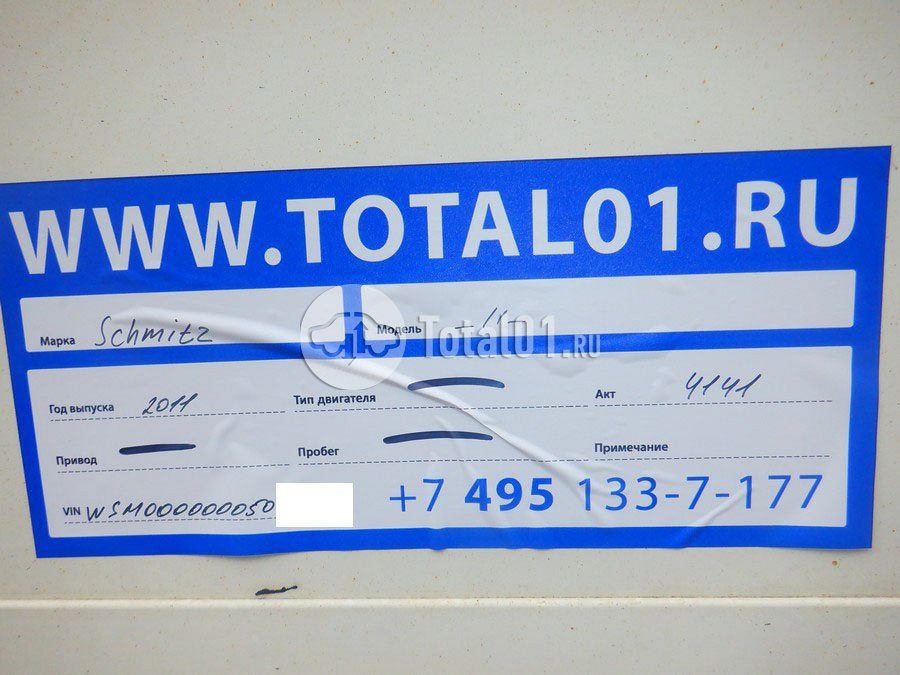 WWW.TOTAL01.RU
Марка Schmitz Модель — // —
Total01.RU
Год выпуска 2011 Тип двигателя — Акт 4141
Привод — Пробег — Примечание
VIN WSM000000050 +7 495 133-7-177